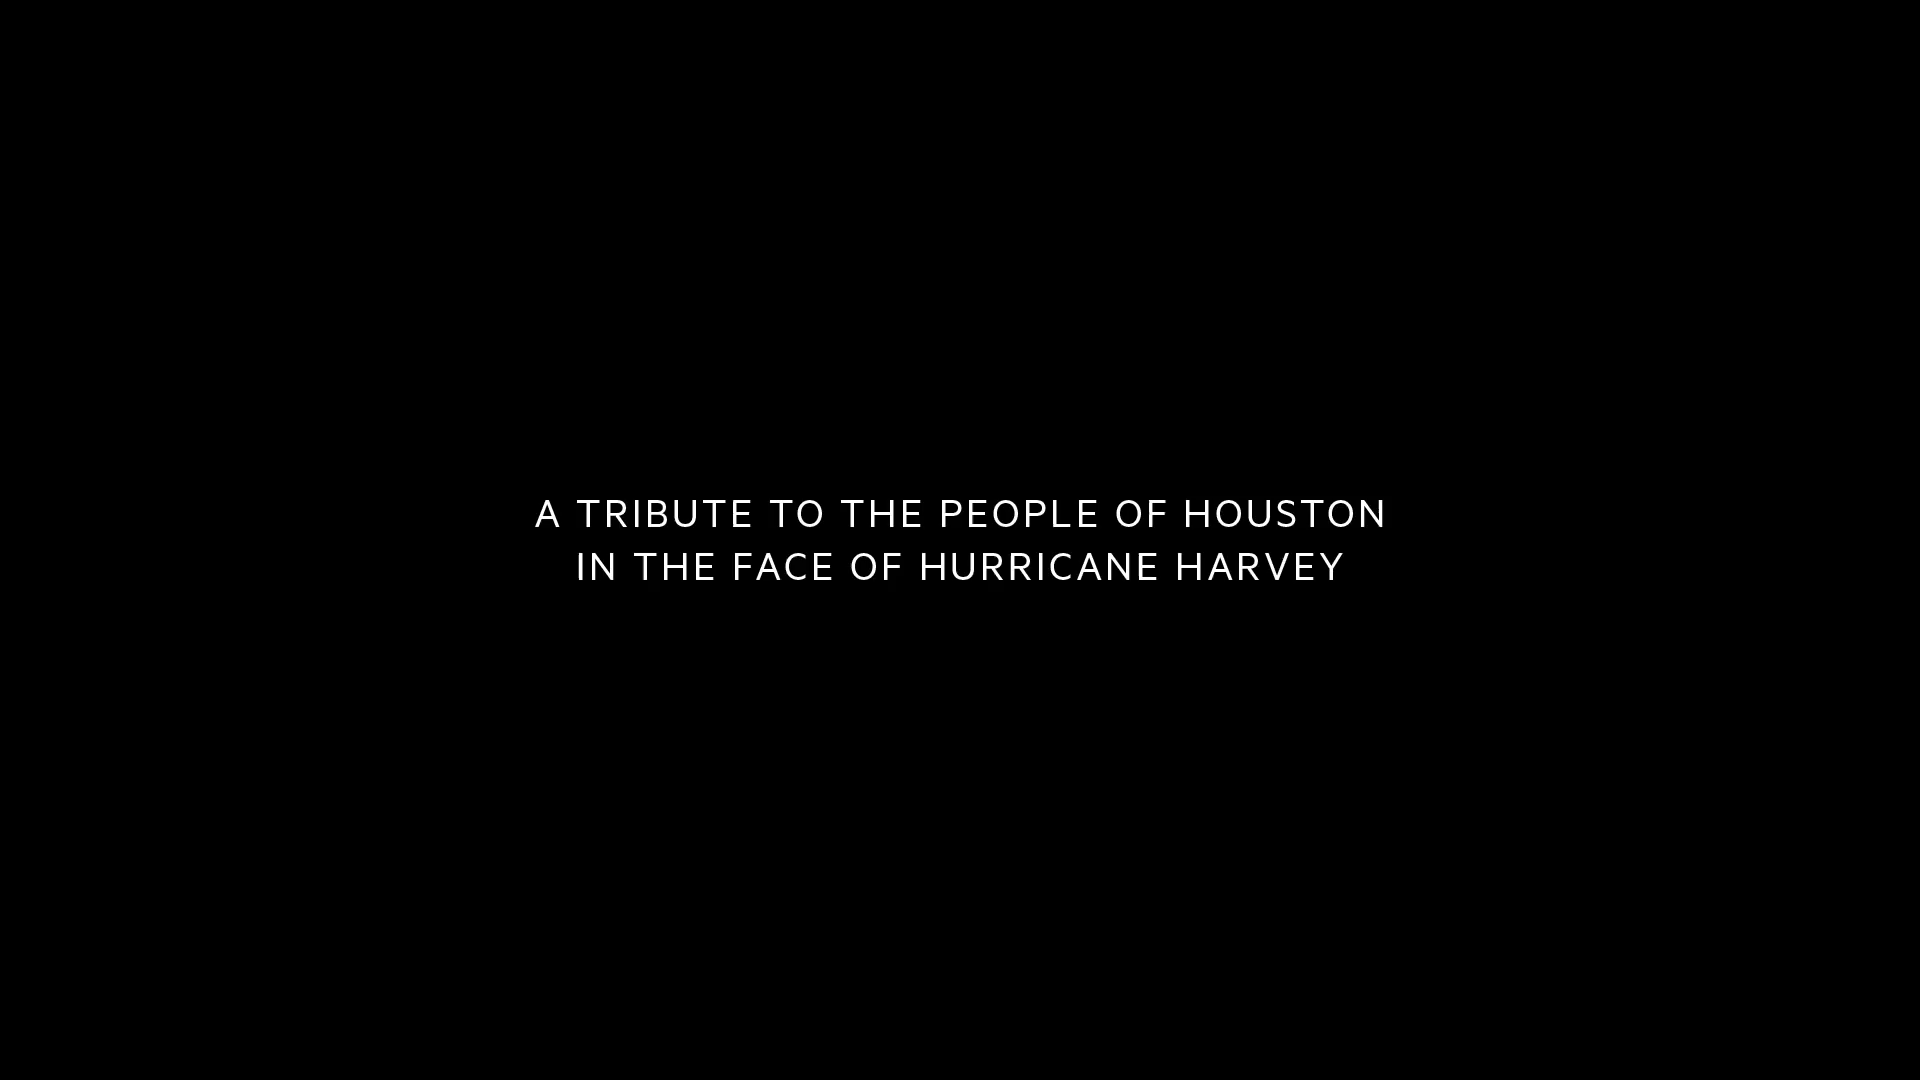 A TRIBUTE TO THE PEOPLE OF HOUSTON
IN THE FACE OF HURRICANE HARVEY